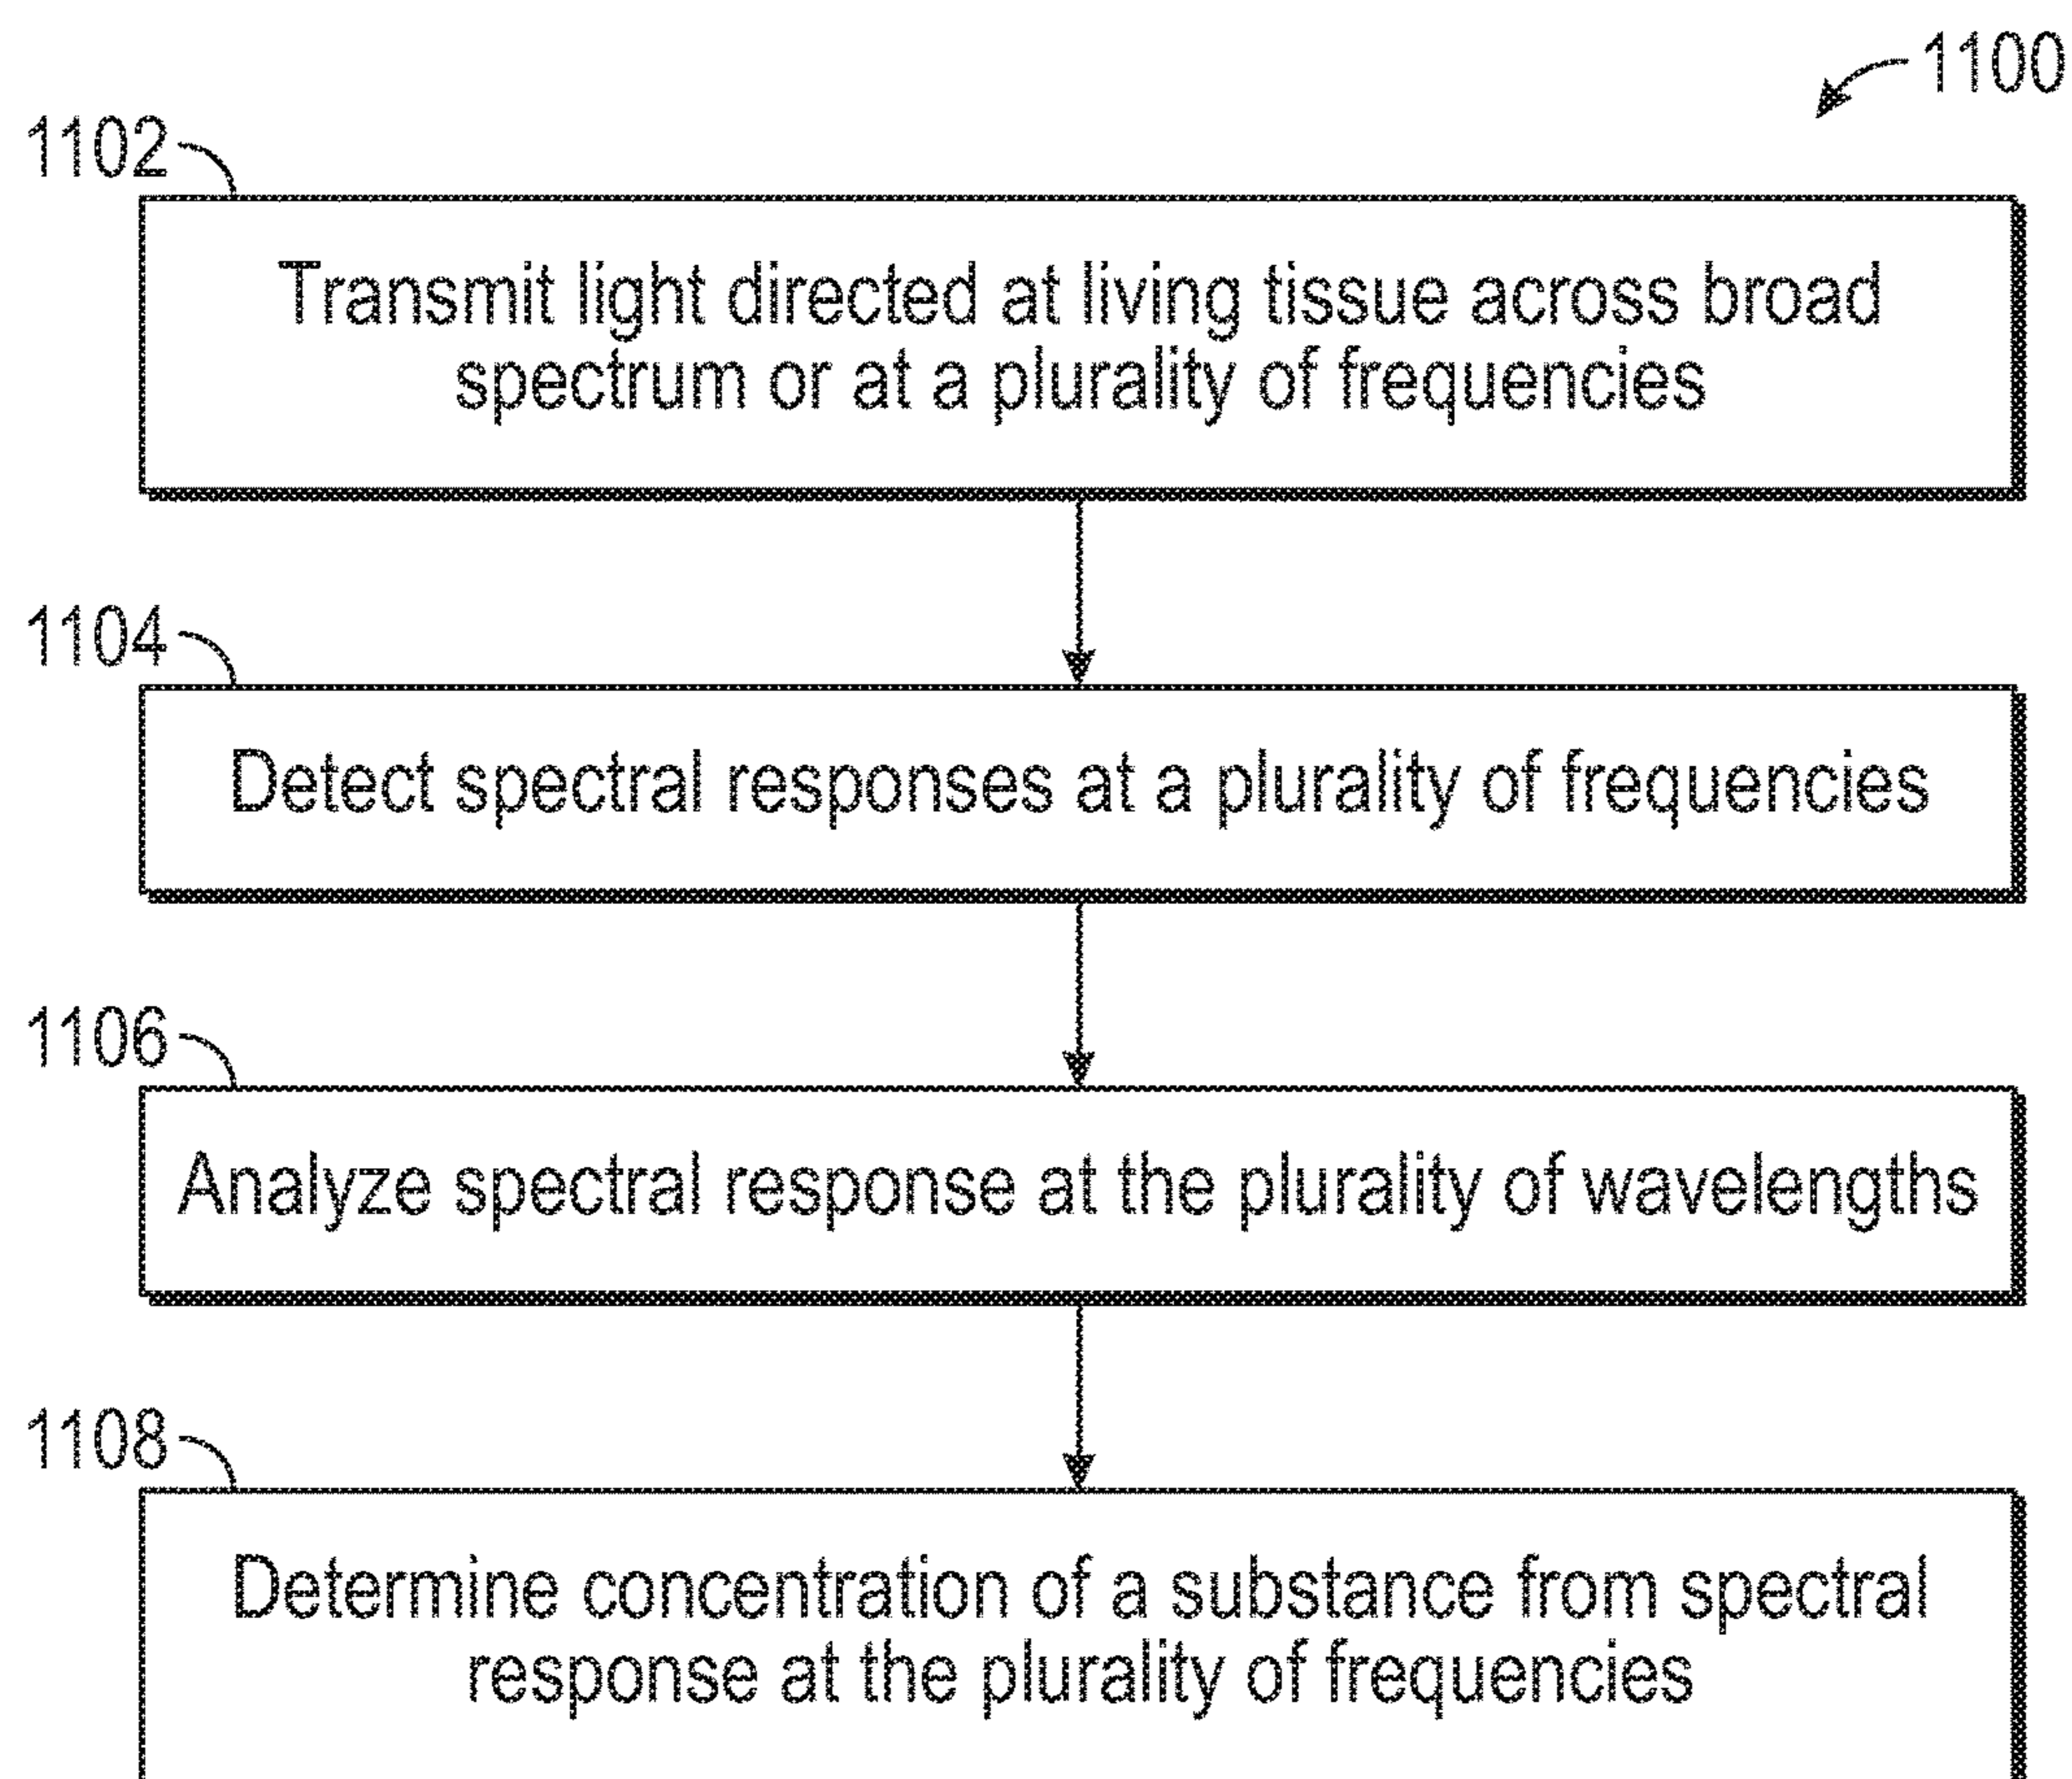 1100
1102
Transmit light directed at living tissue across broad
spectrum or at a plurality of frequencies
1104
Detect spectral responses at a plurality of frequencies
1106
Analyze spectral response at the plurality of wavelengths
1108
Determine concentration of a substance from spectral
response at the plurality of frequencies